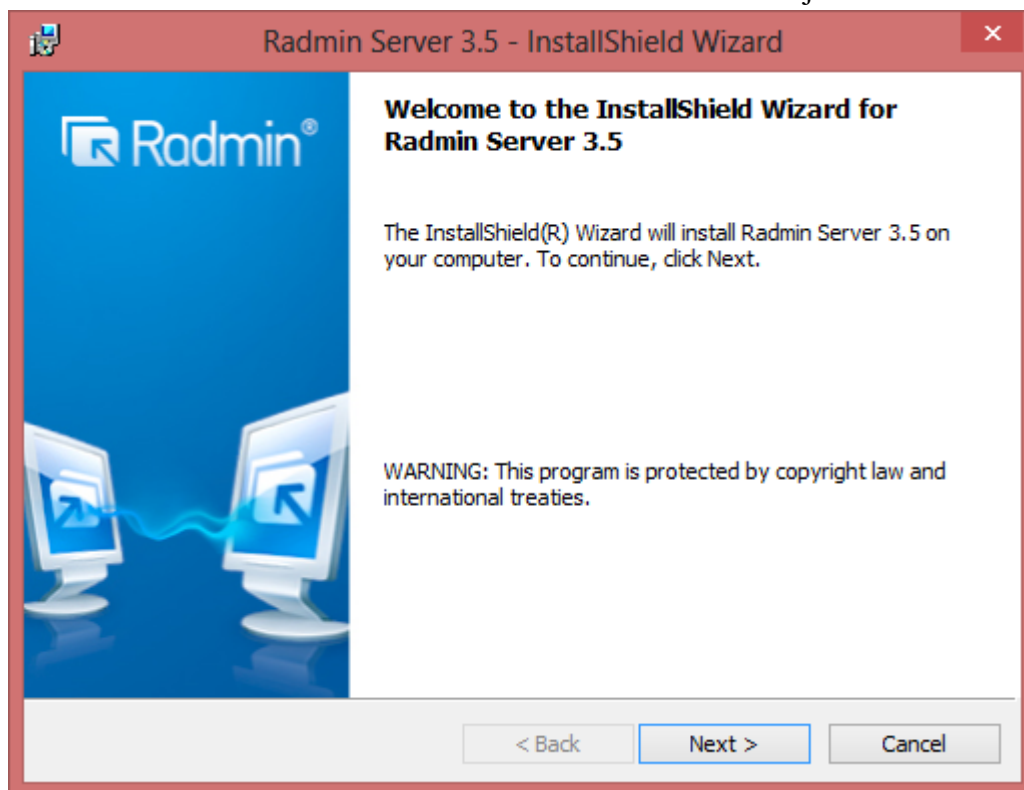 Radmin Server 3.5 - InstallShield Wizard
Radmin®
Welcome to the InstallShield Wizard for
Radmin Server 3.5
The InstallShield(R) Wizard will install Radmin Server 3.5 on
your computer. To continue, click Next.
WARNING: This program is protected by copyright law and
international treaties.
< Back
Next >
Cancel